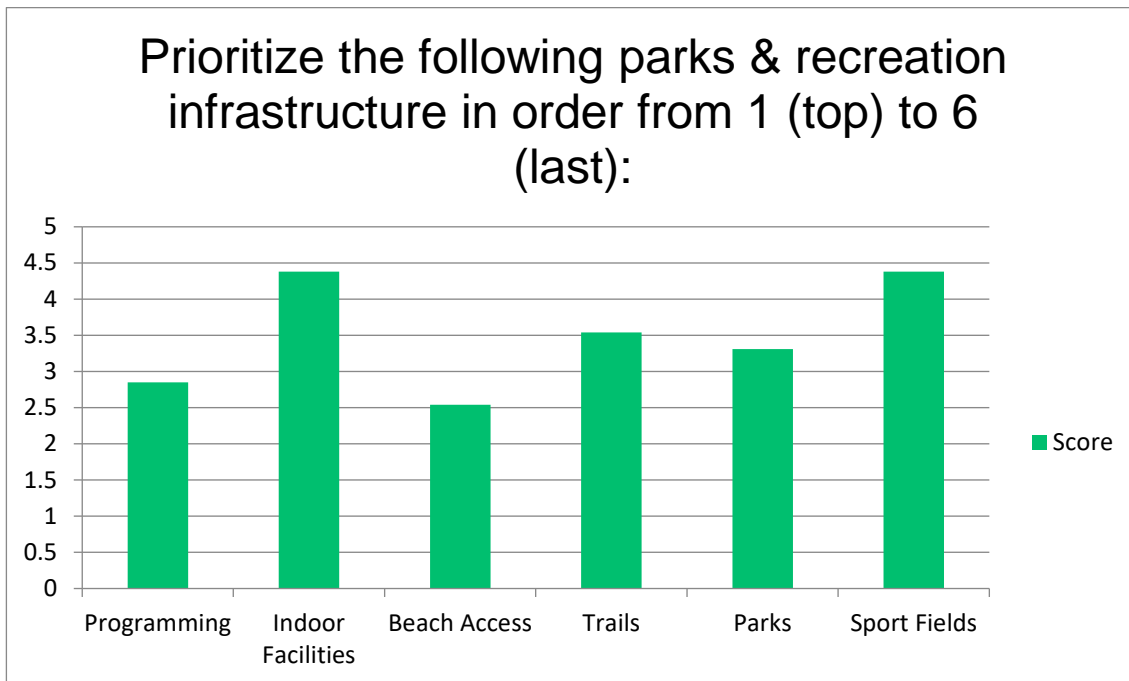 Prioritize the following parks & recreation
infrastructure in order from 1 (top) to 6
(last):
5
4.5
4
3.5
3
2.5
2
1.5
1
0.5
0
Programming
Indoor
Facilities
Beach Access
Trails
Parks
Sport Fields
Score